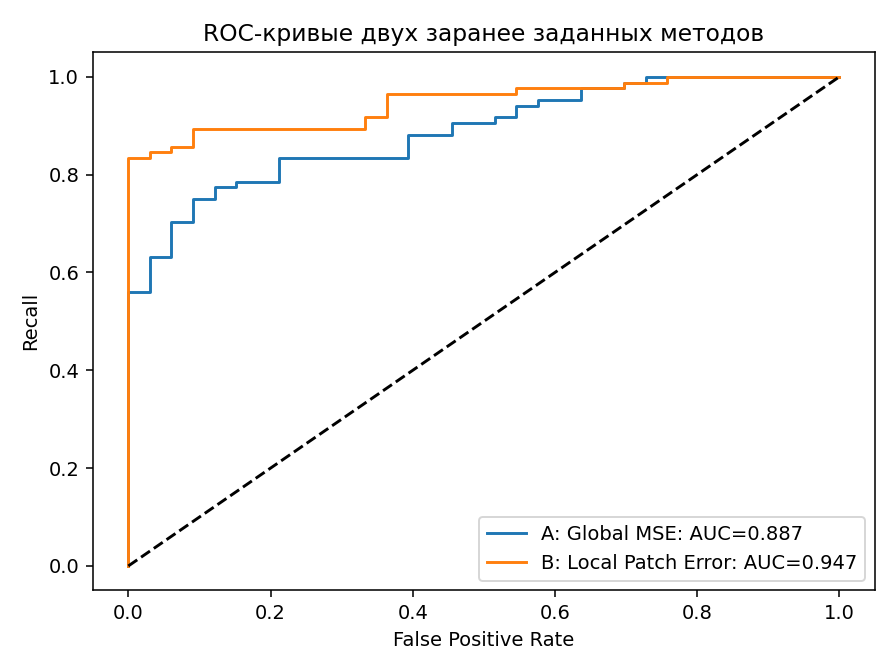 ROC-кривые двух заранее заданных методов
Recall
1.0
0.8
0.6
0.4
0.2
0.0
A: Global MSE: AUC=0.887
B: Local Patch Error: AUC=0.947
0.0 0.2 0.4 0.6 0.8 1.0
False Positive Rate